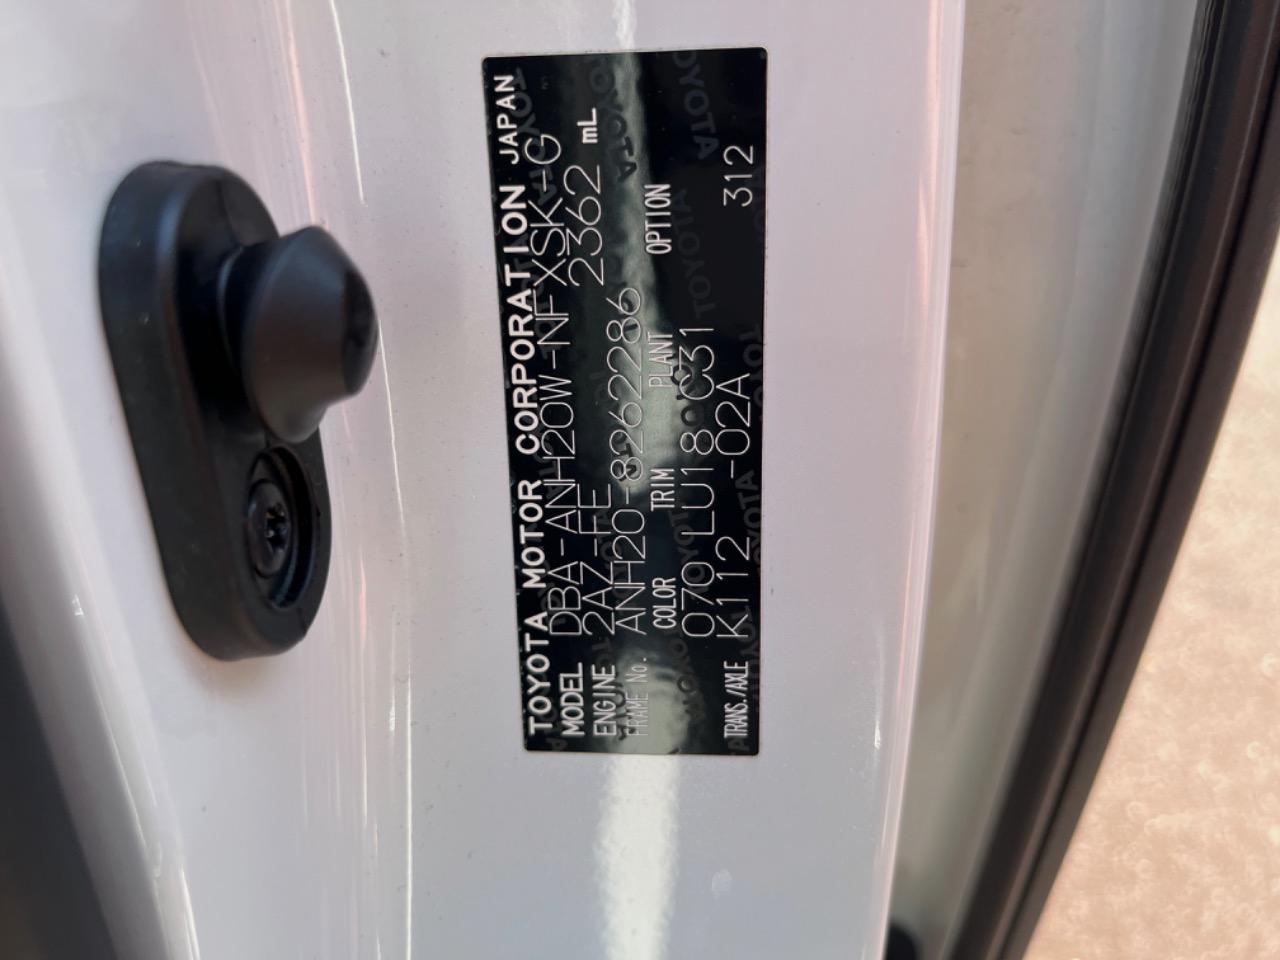 TOYOTA MOTOR CORPORATION JAPAN
MODEL DBA-ANH20W-NFXSK-G
ENGINE 2AZ-FE 2362 mL
FRAME No. ANH20-8262286
COLOR TRIM PLANT OPTION
070 LU18 C31
TRANS./AXLE K112 -02A 312